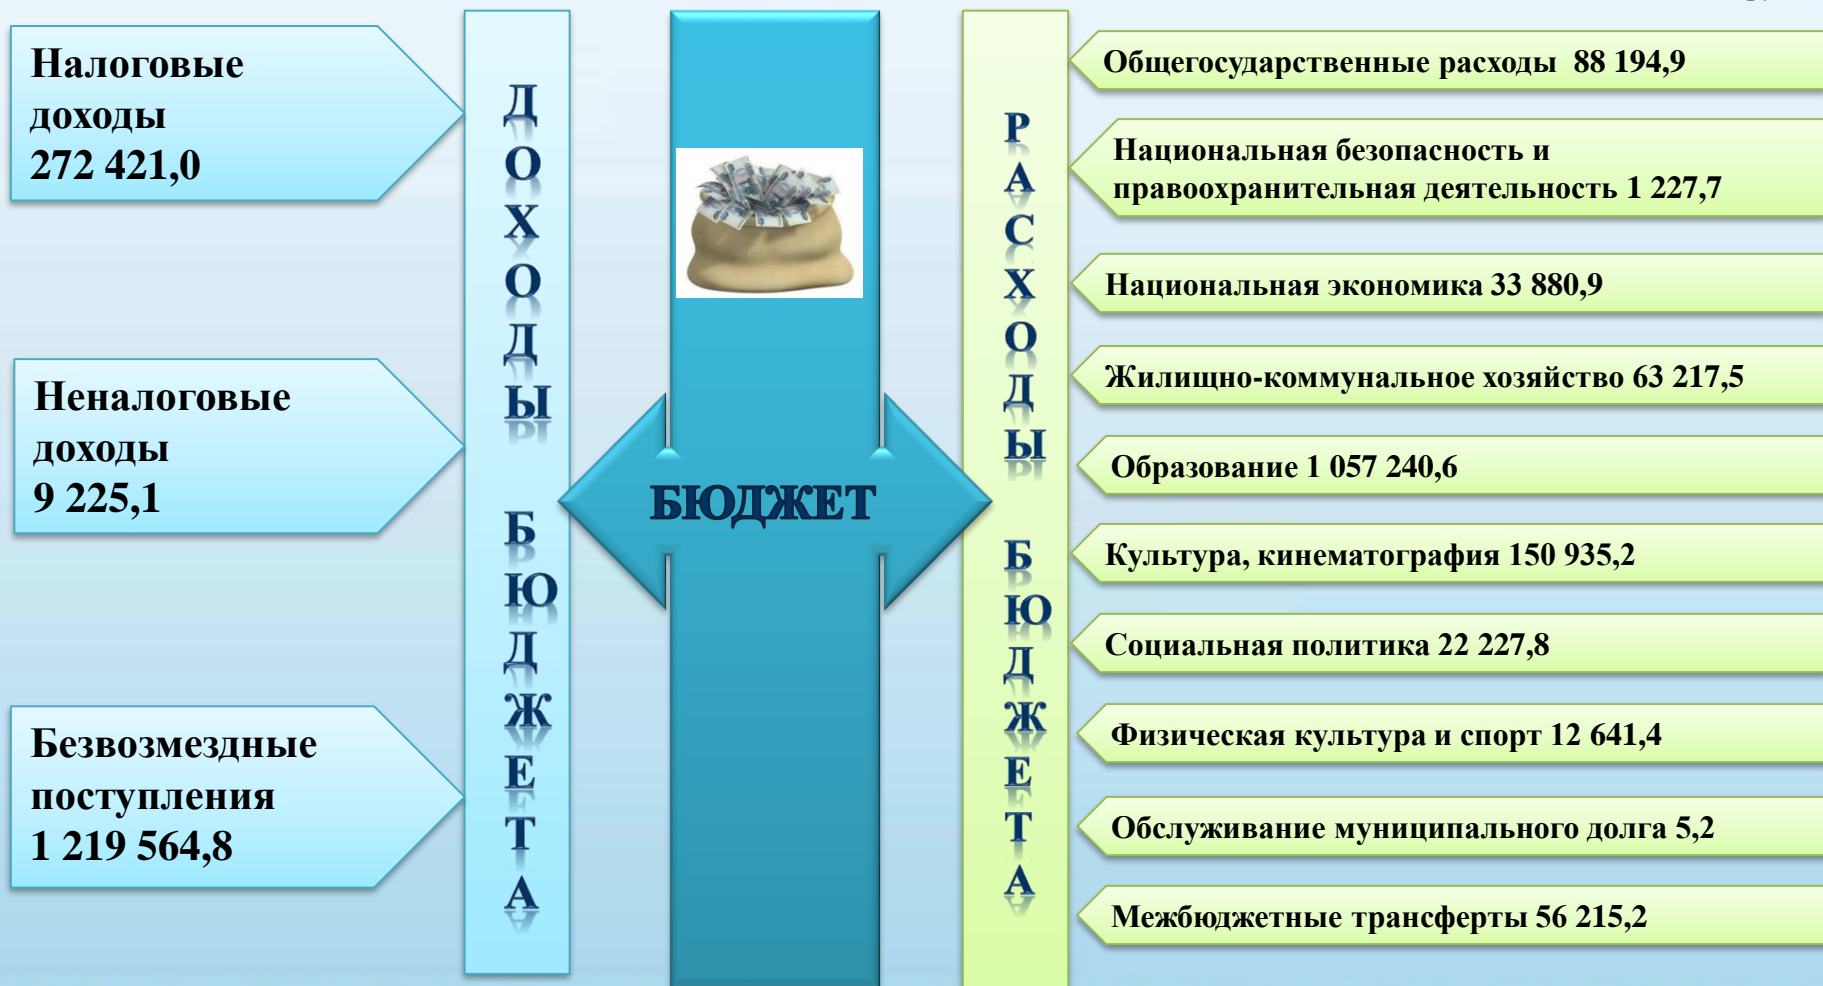 Налоговые
доходы
272 421,0
Неналоговые
доходы
9 225,1
Безвозмездные
поступления
1 219 564,8
ДОХОДЫ БЮДЖЕТА
БЮДЖЕТ
РАСХОДЫ БЮДЖЕТА
Общегосударственные расходы 88 194,9
Национальная безопасность и
правоохранительная деятельность 1 227,7
Национальная экономика 33 880,9
Жилищно-коммунальное хозяйство 63 217,5
Образование 1 057 240,6
Культура, кинематография 150 935,2
Социальная политика 22 227,8
Физическая культура и спорт 12 641,4
Обслуживание муниципального долга 5,2
Межбюджетные трансферты 56 215,2